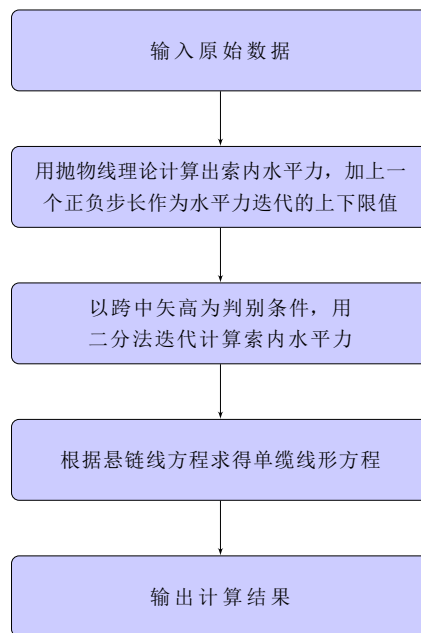 输入原始数据
用抛物线理论计算出索内水平力，加上一
个正负步长作为水平力迭代的上下限值
以跨中矢高为判别条件，用
二分法迭代计算索内水平力
根据悬链线方程求得单缆线形方程
输出计算结果